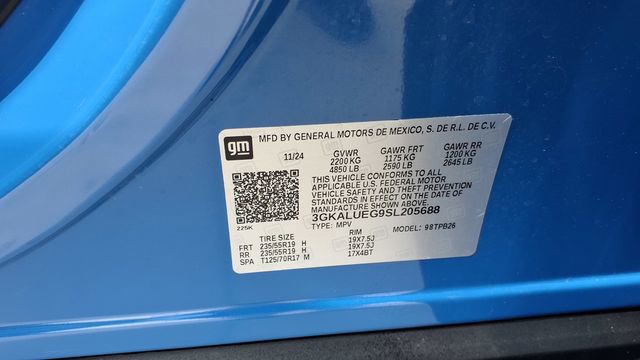 gm MFD BY GENERAL MOTORS DE MEXICO, S. DE R.L. DE C.V.
11/24 GVWR GAWR FRT GAWR RR
2200 KG 1175 KG 1200 KG
4850 LB 2590 LB 2645 LB
THIS VEHICLE CONFORMS TO ALL
APPLICABLE U.S. FEDERAL MOTOR
VEHICLE SAFETY AND THEFT PREVENTION
STANDARDS IN EFFECT ON THE DATE OF
MANUFACTURE SHOWN ABOVE.
3GKALUEG9SL205688
225K TYPE: MPV MODEL: 98TPB26
TIRE SIZE RIM
FRT 235/55R19 H 19X7.5J
RR 235/55R19 H 19X7.5J
SPA T125/70R17 M 17X4BT